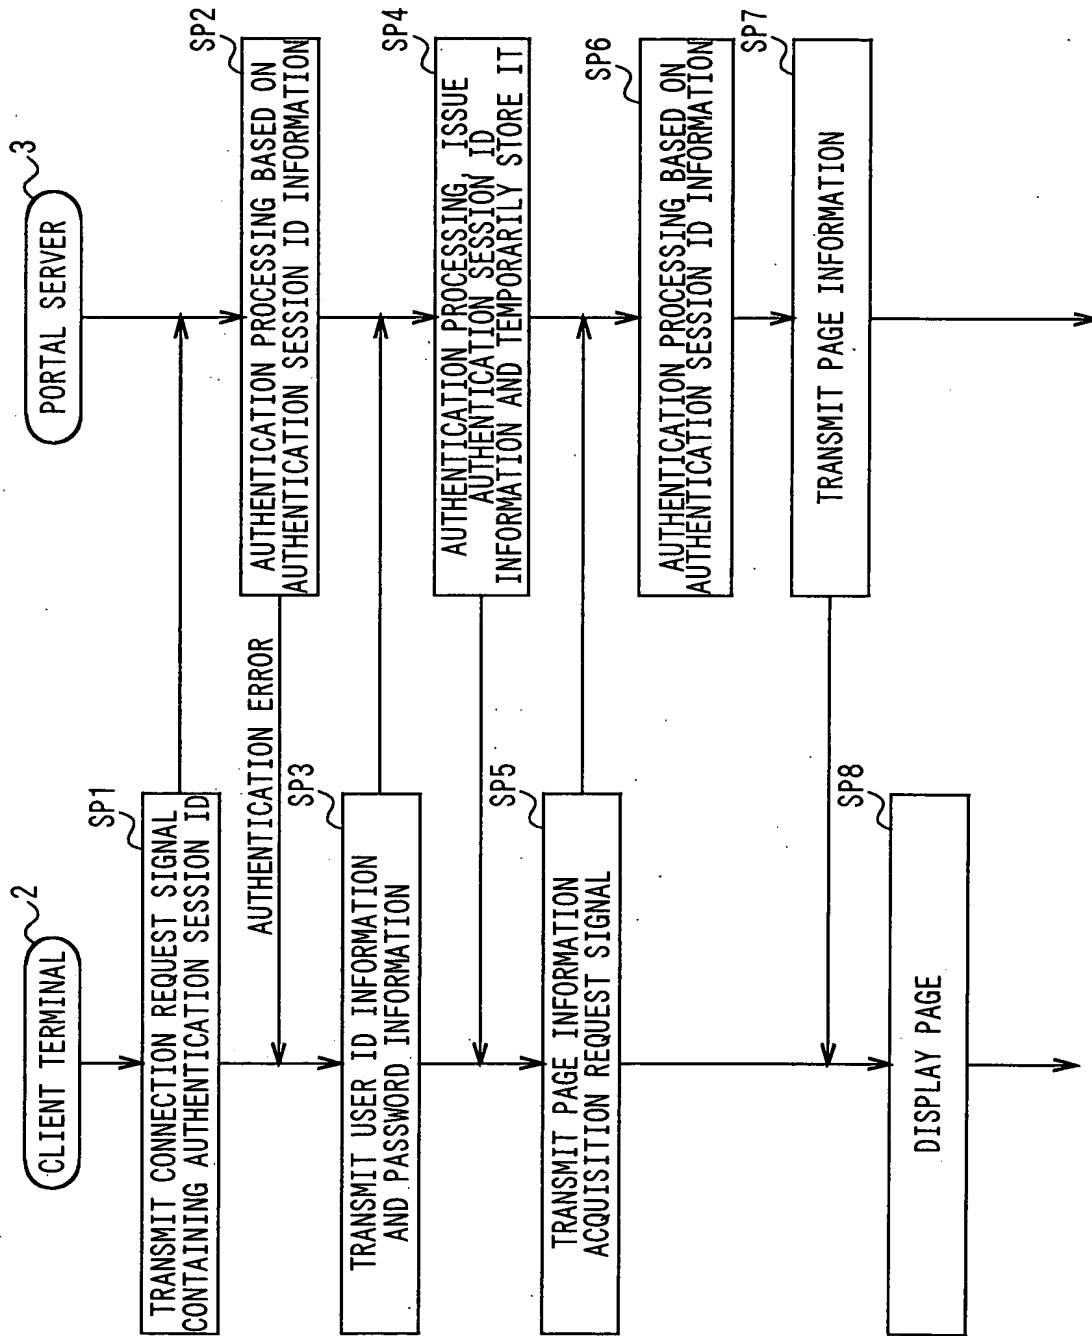 CLIENT TERMINAL
2
PORTAL SERVER
3
SP1
TRANSMIT CONNECTION REQUEST SIGNAL
CONTAINING AUTHENTICATION SESSION ID
SP2
AUTHENTICATION PROCESSING BASED ON
AUTHENTICATION SESSION ID INFORMATION
AUTHENTICATION ERROR
SP3
TRANSMIT USER ID INFORMATION
AND PASSWORD INFORMATION
SP4
AUTHENTICATION PROCESSING, ISSUE
AUTHENTICATION SESSION ID
INFORMATION AND TEMPORARILY STORE IT
SP5
TRANSMIT PAGE INFORMATION
ACQUISITION REQUEST SIGNAL
SP6
AUTHENTICATION PROCESSING BASED ON
AUTHENTICATION SESSION ID INFORMATION
SP7
TRANSMIT PAGE INFORMATION
SP8
DISPLAY PAGE